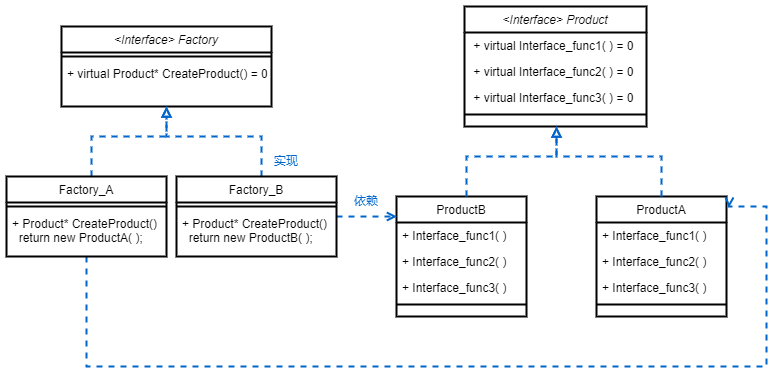 <Interface> Factory
+ virtual Product* CreateProduct() = 0
<Interface> Product
+ virtual Interface_func1( ) = 0
+ virtual Interface_func2( ) = 0
+ virtual Interface_func3( ) = 0
实现
Factory_A
+ Product* CreateProduct()
return new ProductA( );
Factory_B
+ Product* CreateProduct()
return new ProductB( );
依赖
ProductB
+ Interface_func1( )
+ Interface_func2( )
+ Interface_func3( )
ProductA
+ Interface_func1( )
+ Interface_func2( )
+ Interface_func3( )